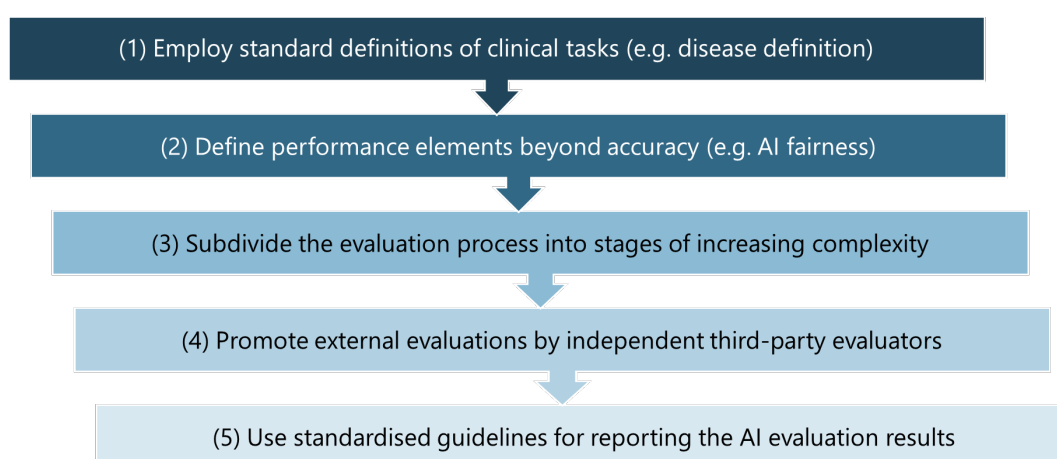 (1) Employ standard definitions of clinical tasks (e.g. disease definition)
(2) Define performance elements beyond accuracy (e.g. AI fairness)
(3) Subdivide the evaluation process into stages of increasing complexity
(4) Promote external evaluations by independent third-party evaluators
(5) Use standardised guidelines for reporting the AI evaluation results